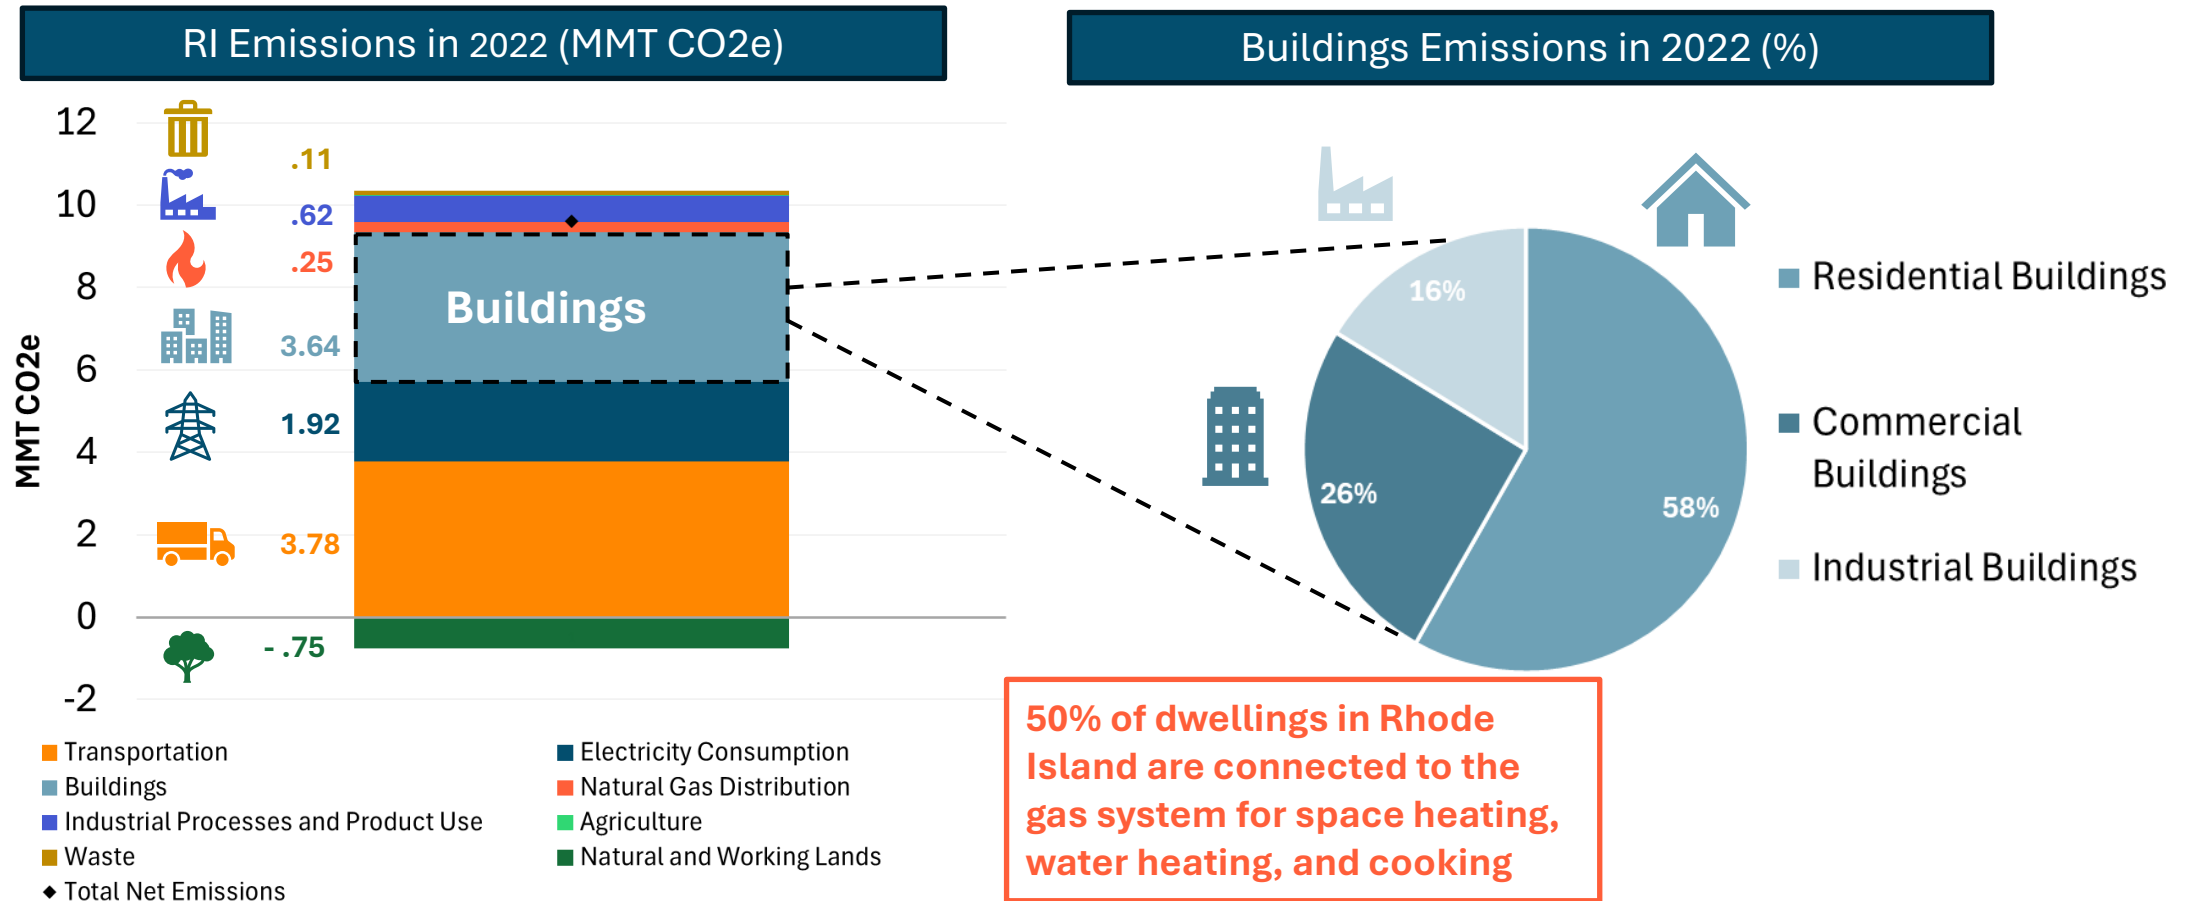 RI Emissions in 2022 (MMT CO2e)
MMT CO2e
12
10
8
6
4
2
0
-2
.11
.62
.25
3.64
1.92
3.78
- .75
Buildings
Transportation
Electricity Consumption
Buildings
Natural Gas Distribution
Industrial Processes and Product Use
Agriculture
Waste
Natural and Working Lands
Total Net Emissions
Buildings Emissions in 2022 (%)
16%
26%
58%
Residential Buildings
Commercial
Buildings
Industrial Buildings
50% of dwellings in Rhode
Island are connected to the
gas system for space heating,
water heating, and cooking